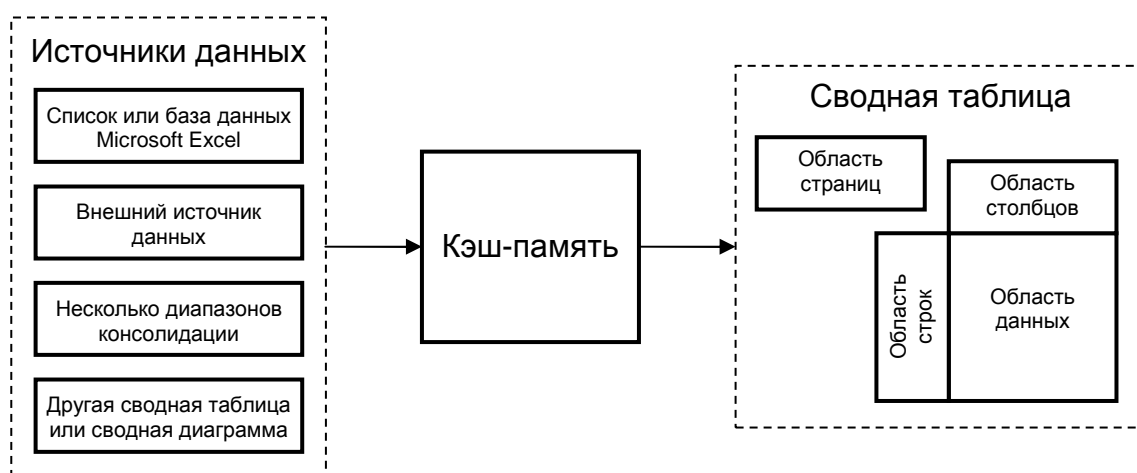 Источники данных
Список или база данных
Microsoft Excel
Внешний источник
данных
Несколько диапазонов
консолидации
Другая сводная таблица
или сводная диаграмма
Кэш-память
Сводная таблица
Область
страниц
Область
столбцов
Область
строк
Область
данных